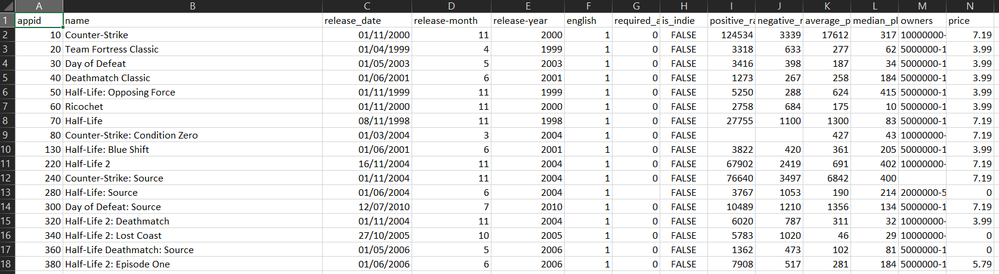 A B C D E F G H I J K L M N
1 appid name release_date release-month release-year english required_a is_indie positive_ra negative_r average_p median_pl owners price
2 10 Counter-Strike 01/11/2000 11 2000 1 0 FALSE 124534 3339 17612 317 10000000- 7.19
3 20 Team Fortress Classic 01/04/1999 4 1999 1 0 FALSE 3318 633 277 62 5000000-1 3.99
4 30 Day of Defeat 01/05/2003 5 2003 1 0 FALSE 3416 398 187 34 5000000-1 3.99
5 40 Deathmatch Classic 01/06/2001 6 2001 1 0 FALSE 1273 267 258 184 5000000-1 3.99
6 50 Half-Life: Opposing Force 01/11/1999 11 1999 1 0 FALSE 5250 288 624 415 5000000-1 3.99
7 60 Ricochet 01/11/2000 11 2000 1 0 FALSE 2758 684 175 10 5000000-1 3.99
8 70 Half-Life 08/11/1998 11 1998 1 0 FALSE 27755 1100 1300 83 5000000-1 7.19
9 80 Counter-Strike: Condition Zero 01/03/2004 3 2004 1 0 FALSE 427 43 10000000- 7.19
10 130 Half-Life: Blue Shift 01/06/2001 6 2001 1 0 FALSE 3822 420 361 205 5000000-1 3.99
11 220 Half-Life 2 16/11/2004 11 2004 1 0 FALSE 67902 2419 691 402 10000000- 7.19
12 240 Counter-Strike: Source 01/11/2004 11 2004 1 0 FALSE 76640 3497 6842 400 7.19
13 280 Half-Life: Source 01/06/2004 6 2004 1 FALSE 3767 1053 190 214 2000000-5 0
14 300 Day of Defeat: Source 12/07/2010 7 2010 1 0 FALSE 10489 1210 1356 134 5000000-1 7.19
15 320 Half-Life 2: Deathmatch 01/11/2004 11 2004 1 0 FALSE 6020 787 311 32 10000000- 3.99
16 340 Half-Life 2: Lost Coast 27/10/2005 10 2005 1 0 FALSE 5783 1020 46 29 10000000- 0
17 360 Half-Life Deathmatch: Source 01/05/2006 5 2006 1 0 FALSE 1362 473 102 81 5000000-1 0
18 380 Half-Life 2: Episode One 01/06/2006 6 2006 1 0 FALSE 7908 517 281 184 5000000-1 5.79